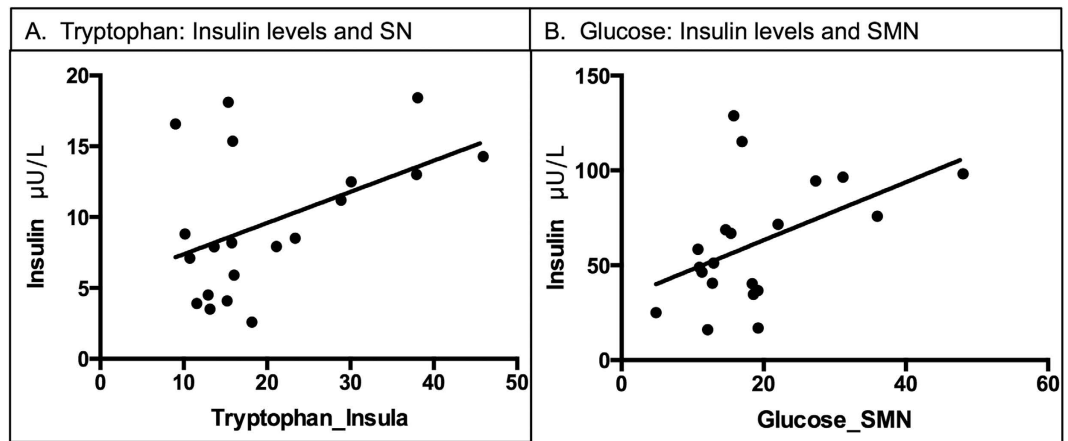 A. Tryptophan: Insulin levels and SN
20
15
10
5
0
Insulin µU/L
0 10 20 30 40 50
Tryptophan_Insula
B. Glucose: Insulin levels and SMN
150
100
50
0
Insulin µU/L
0 20 40 60
Glucose_SMN